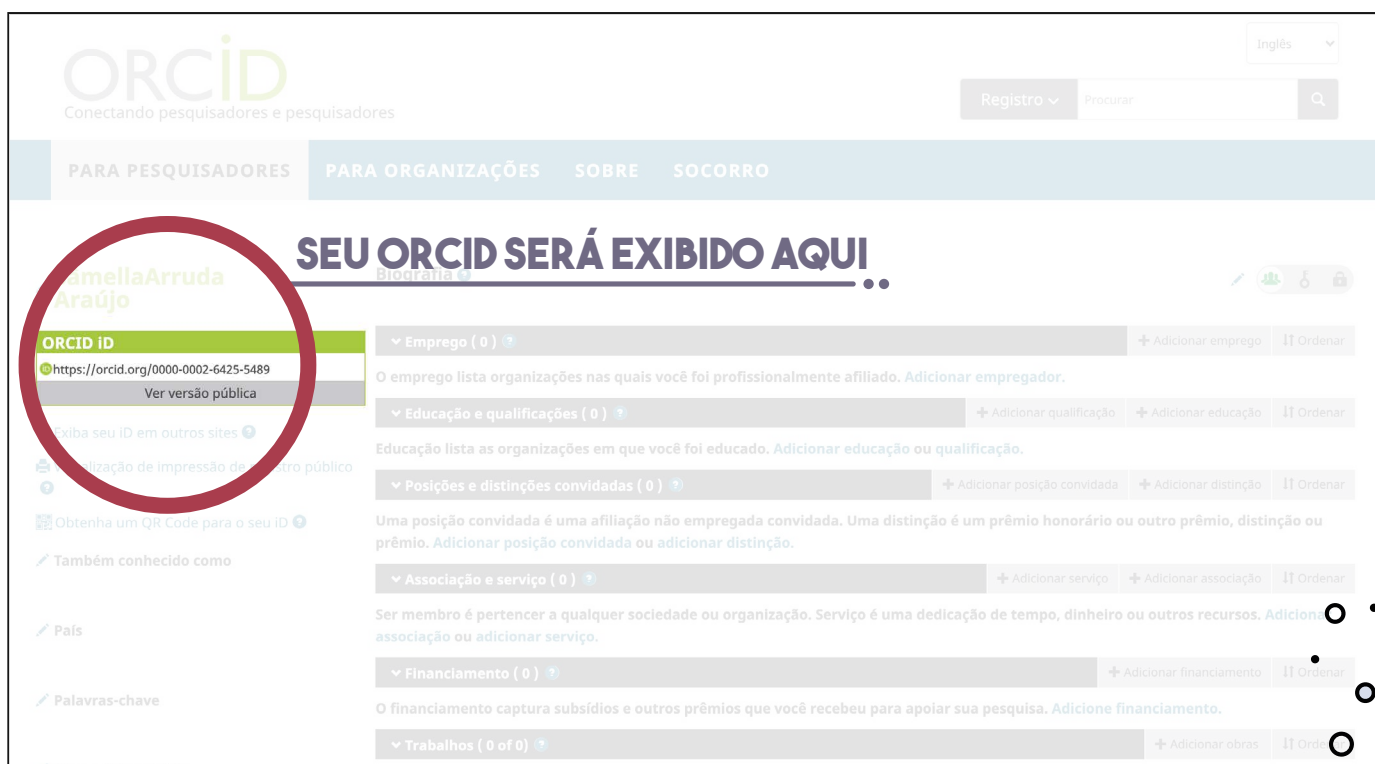 ORCiD
Conectando pesquisadores e pesquisadores
Inglês
Registro
Procurar
PARA PESQUISADORES
PARA ORGANIZAÇÕES
SOBRE
SOCORRO
SEU ORCID SERÁ EXIBIDO AQUI
amellaArruda
Araújo
ORCID iD
https://orcid.org/0000-0002-6425-5489
Ver versão pública
Exiba seu iD em outros sites
de impressão de público
Obtenha um QR Code para o seu iD
Também conhecido como
País
Palavras-chave
Biografia
Emprego ( 0 )
Adicionar emprego
Ordenar
O emprego lista organizações nas quais você foi profissionalmente afiliado. Adicionar empregador.
Educação e qualificações ( 0 )
Adicionar qualificação
Adicionar educação
Ordenar
Educação lista as organizações em que você foi educado. Adicionar educação ou qualificação.
Posições e distinções convidadas ( 0 )
Adicionar posição convidada
Adicionar distinção
Ordenar
Uma posição convidada é uma afiliação não empregada convidada. Uma distinção é um prêmio honorário ou outro prêmio, distinção ou
prêmio. Adicionar posição convidada ou adicionar distinção.
Associação e serviço ( 0 )
Adicionar serviço
Adicionar associação
Ordenar
Ser membro é pertencer a qualquer sociedade ou organização. Serviço é uma dedicação de tempo, dinheiro ou outros recursos.
associação ou adicionar serviço.
Financiamento ( 0 )
Adicionar financiamento
Ordenar
O financiamento captura subsídios e outros prêmios que você recebeu para apoiar sua pesquisa. Adicione financiamento.
Trabalhos ( 0 of 0)
Adicionar obras